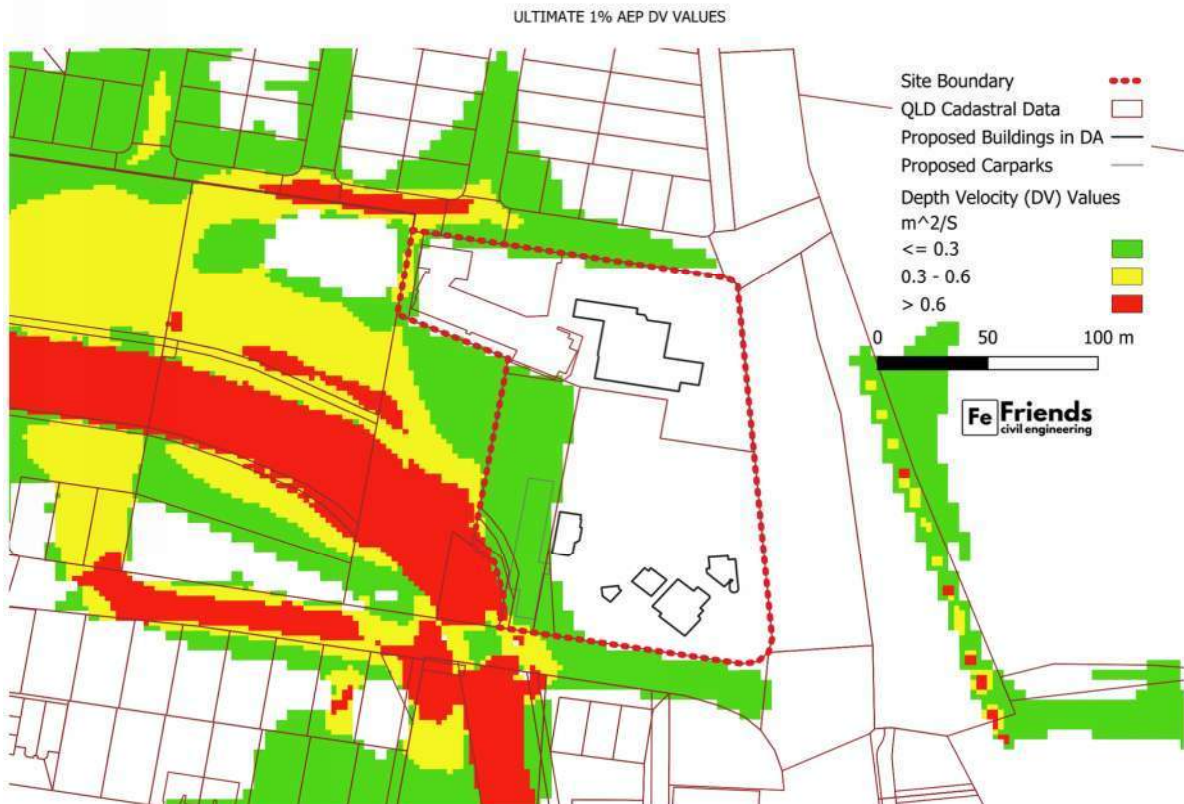 ULTIMATE 1% AEP DV VALUES
Site Boundary
QLD Cadastral Data
Proposed Buildings in DA
Proposed Carparks
Depth Velocity (DV) Values
m^2/S
<= 0.3
0.3 - 0.6
> 0.6
0 50 100 m
Fe Friends
civil engineering